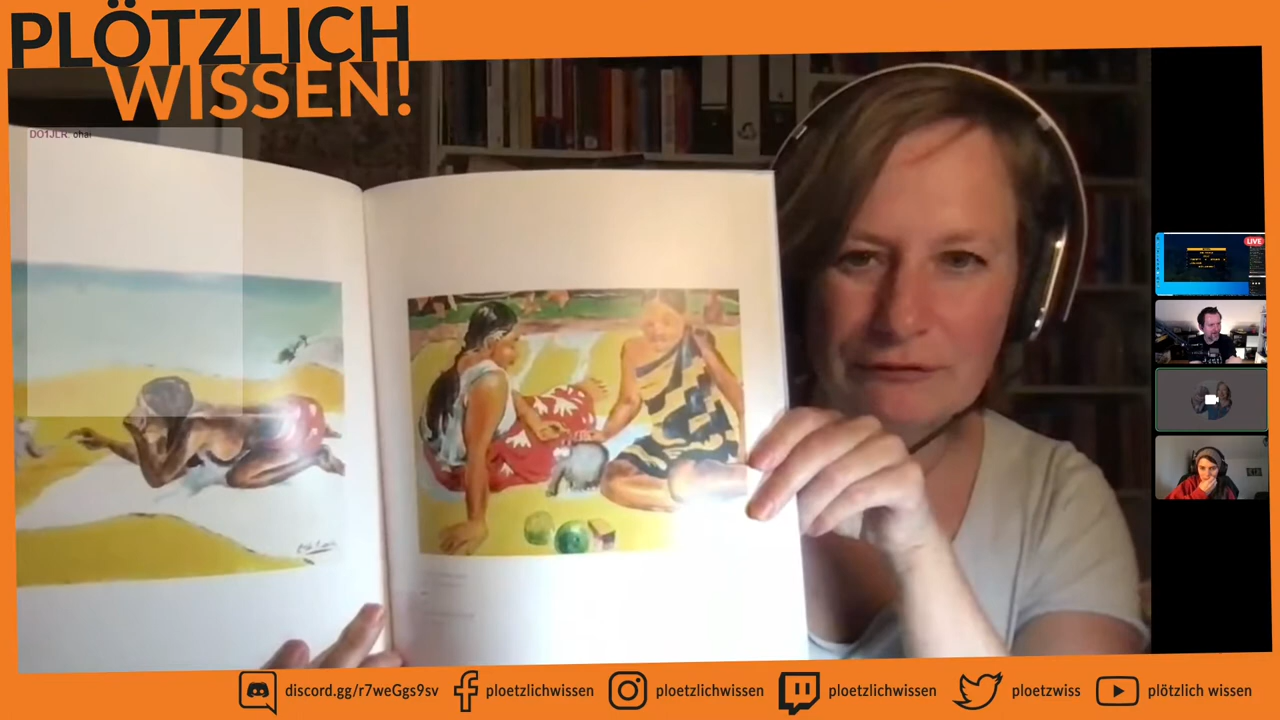 PLÖTZLICH
WISSEN!
DO1JLR: ohai
LIVE
discord.gg/r7weGgs9sv ploetzlichwissen ploetzlichwissen ploetzlichwissen ploetzwiss plötzlich wissen